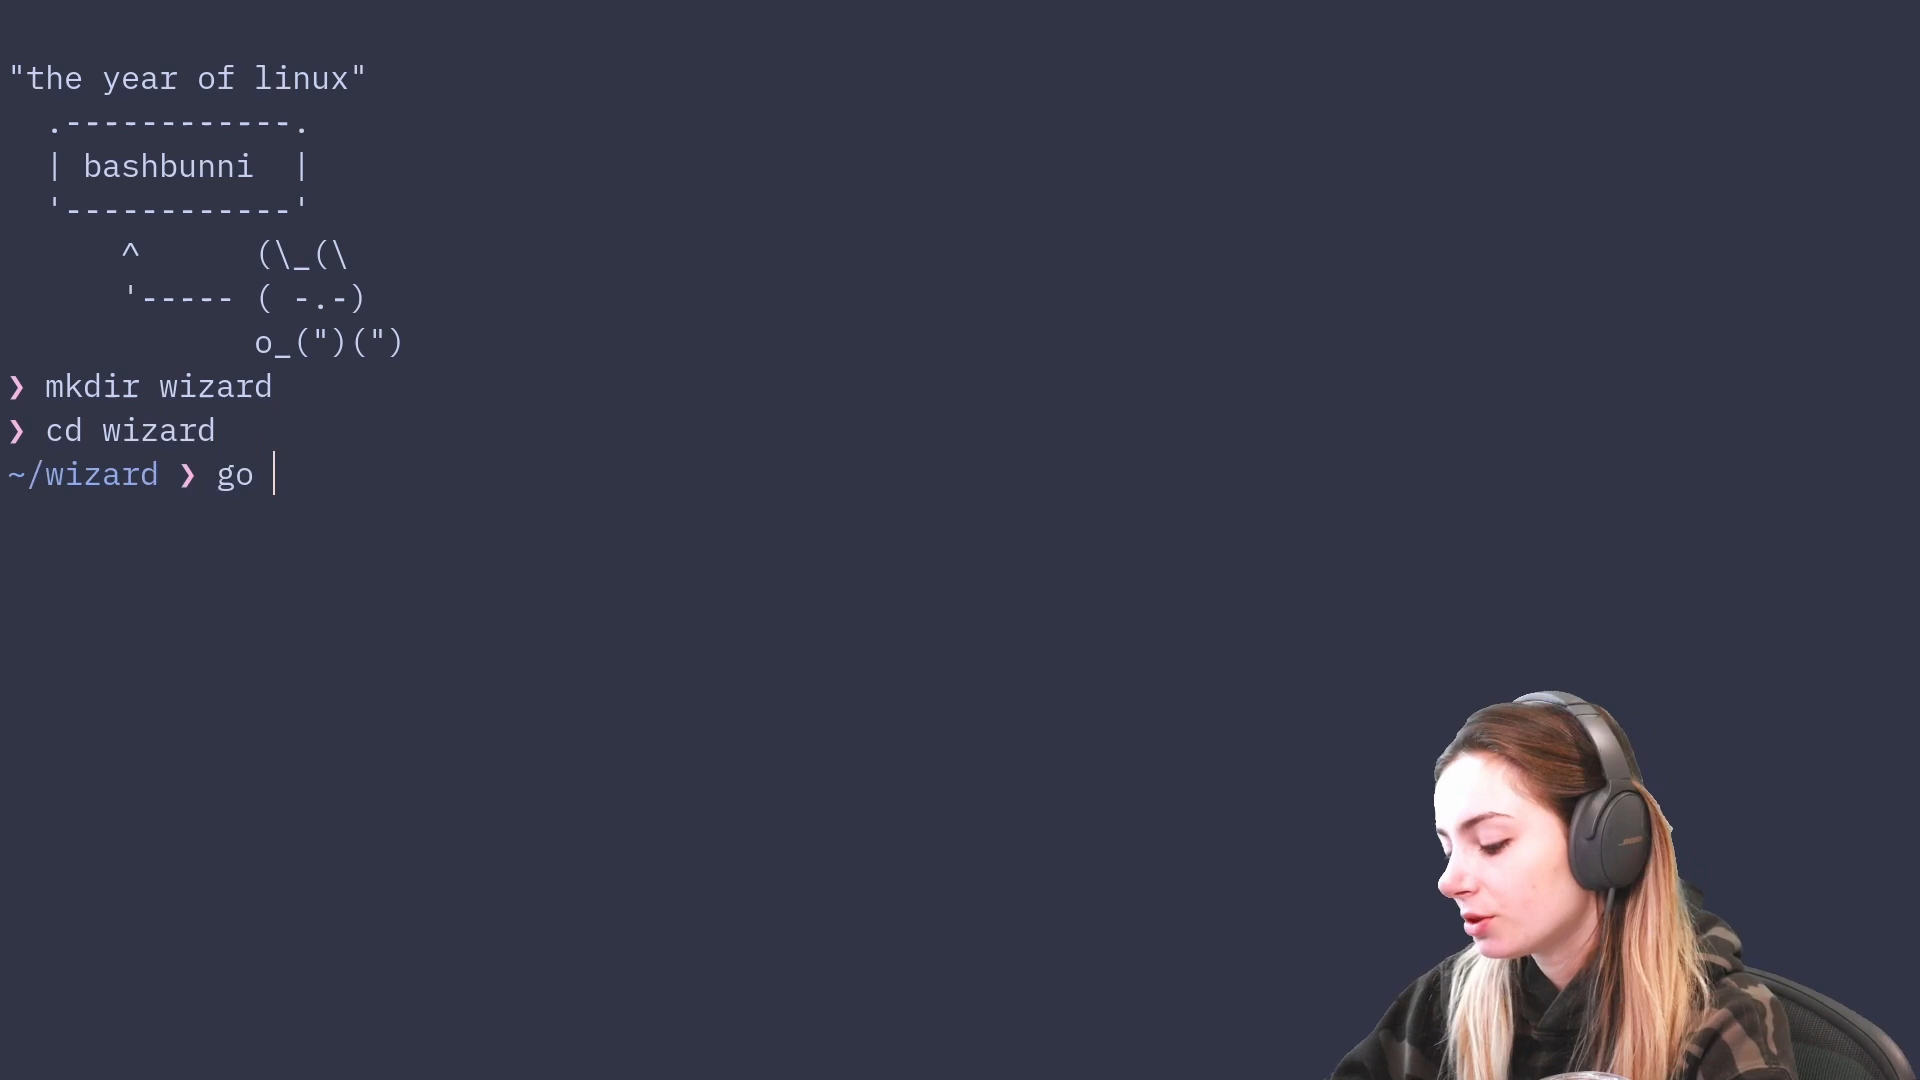 "the year of linux"
.------------.
| bashbunni  |
'------------'
^      (\_(\
'----- ( -.-)
o_(")(")
❯ mkdir wizard
❯ cd wizard
~/wizard ❯ go